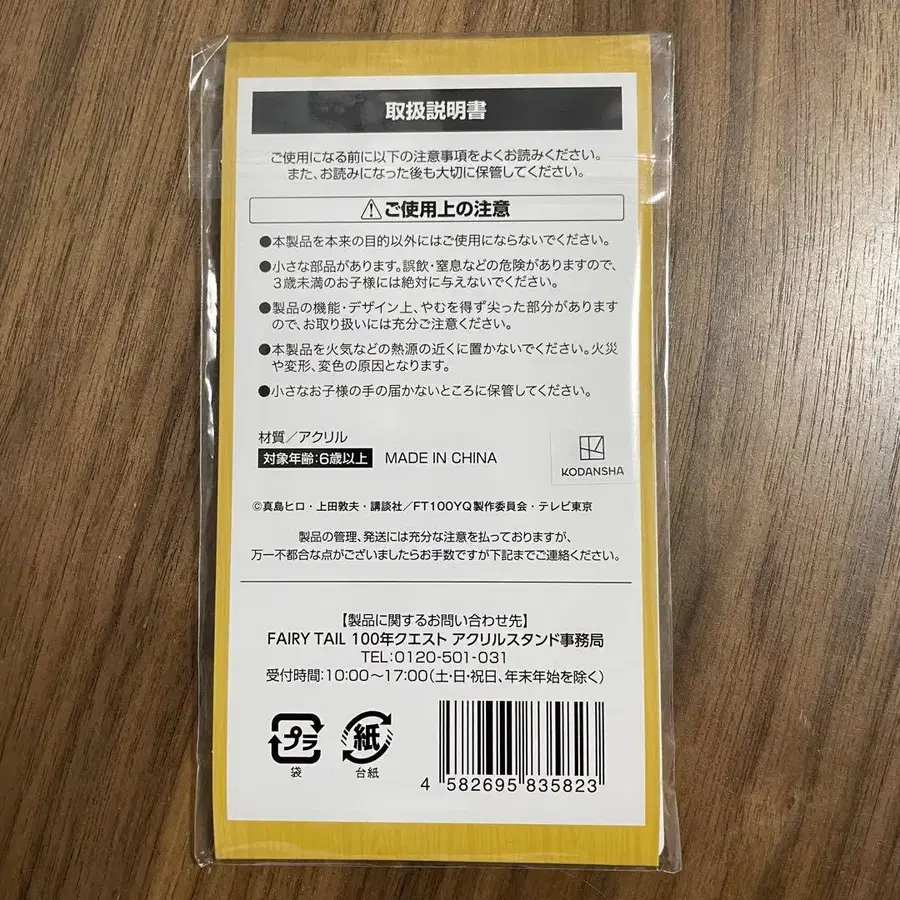 取扱説明書
ご使用になる前に以下の注意事項をよくお読みください。
また、お読みになった後も大切に保管してください。
⚠ご使用上の注意
●本製品を本来の目的以外にはご使用にならないでください。
●小さな部品があります。誤飲・窒息などの危険がありますので、
３歳未満のお子様には絶対に与えないでください。
●製品の機能・デザイン上、やむを得ず尖った部分があります
ので、お取り扱いには充分ご注意ください。
●本製品を火気などの熱源の近くに置かないでください。火災
や変形、変色の原因となります。
●小さなお子様の手の届かないところに保管してください。
材質／アクリル
対象年齢:6歳以上 MADE IN CHINA
KODANSHA
©真島ヒロ・上田敦夫・講談社／FT100YQ製作委員会・テレビ東京
製品の管理、発送には充分な注意を払っておりますが、
万一不都合な点がございましたらお手数ですが下記までご連絡ください。
【製品に関するお問い合わせ先】
FAIRY TAIL 100年クエスト アクリルスタンド事務局
TEL:0120-501-031
受付時間:10:00〜17:00(土・日・祝日、年末年始を除く)
プラ 紙
袋 台紙
4 582695 835823